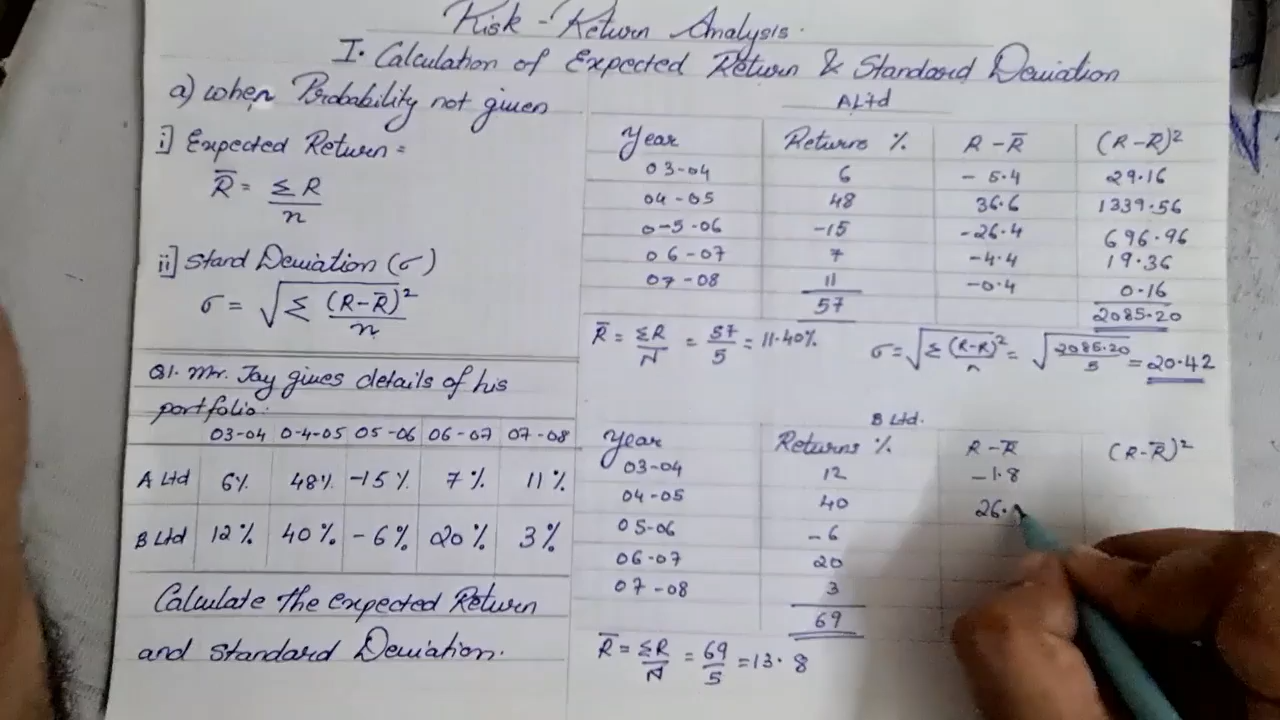 Risk - Return Analysis.
I. Calculation of Expected Return & Standard Deviation
a) when Probability not given
i] Expected Return =
R̄ = ΣR / n
ii] Stand Deviation (σ)
σ = √Σ (R-R̄)² / n
Q1. Mr. Jay gives details of his
portfolio.
03-04 0-4-05 05-06 06-07 07-08
A Ltd 6% 48% -15% 7% 11%
B Ltd 12% 40% -6% 20% 3%
Calculate the expected Return
and Standard Deviation.
A Ltd
Year Returns % R-R̄ (R-R̄)²
03-04 6 -5.4 29.16
04-05 48 36.6 1339.56
0-5-06 -15 -26.4 696.96
06-07 7 -4.4 19.36
07-08 11 -0.4 0.16
57 2085.20
R̄ = ΣR / N = 57 / 5 = 11.40% σ = √Σ (R-R)² / n = √2085.20 / 5 = 20.42
B Ltd.
Year Returns % R-R̄ (R-R̄)²
03-04 12 -1.8
04-05 40 26.
05-06 -6
06-07 20
07-08 3
69
R̄ = ΣR / N = 69 / 5 = 13.8